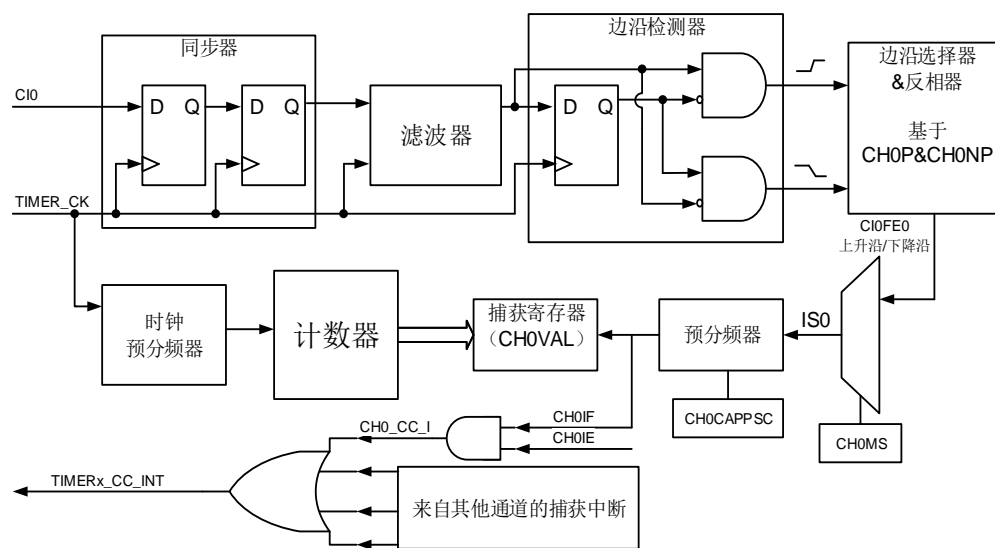 同步器
边沿检测器
CI0
D Q
D Q
滤波器
D Q
边沿选择器
&反相器
基于
CH0P&CH0NP
TIMER_CK
CI0FE0
上升沿/下降沿
时钟
预分频器
计数器
捕获寄存器
（CH0VAL）
预分频器
IS0
CH0CAPPSC
CH0MS
CH0_CC_I
CH0IF
CH0IE
TIMERx_CC_INT
来自其他通道的捕获中断